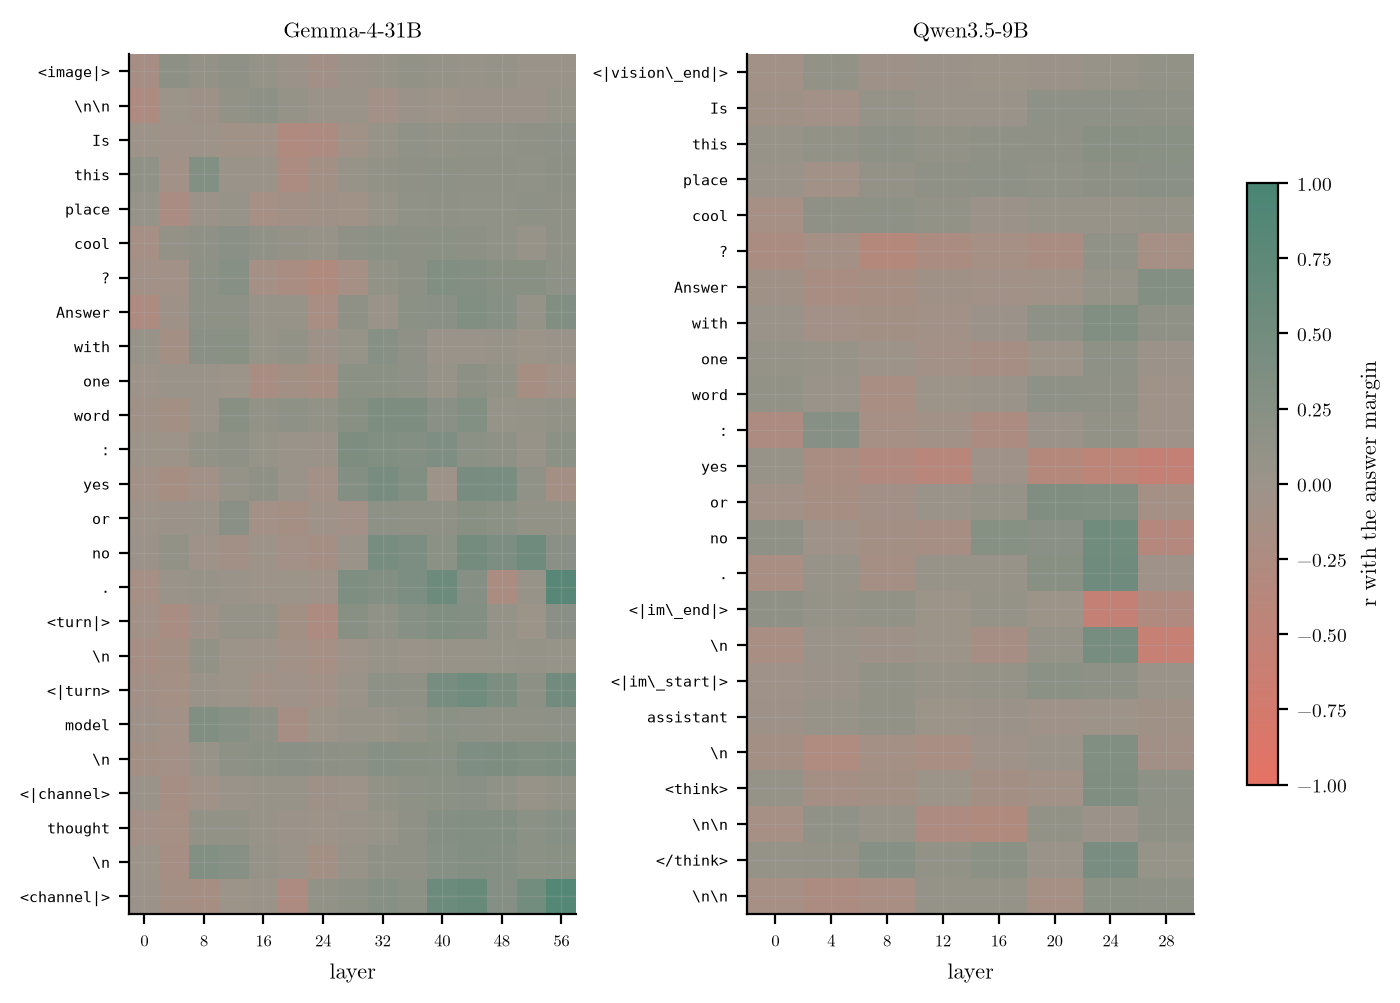 Gemma-4-31B
<image|>
\n\n
Is
this
place
cool
?
Answer
with
one
word
:
yes
or
no
.
<turn|>
\n
<|turn>
model
\n
<|channel>
thought
\n
<channel|>
0 8 16 24 32 40 48 56
layer
Qwen3.5-9B
<|vision\_end|>
Is
this
place
cool
?
Answer
with
one
word
:
yes
or
no
.
<|im\_end|>
\n
<|im\_start|>
assistant
\n
<think>
\n\n
</think>
\n\n
0 4 8 12 16 20 24 28
layer
1.00
0.75
0.50
0.25
0.00
−0.25
−0.50
−0.75
−1.00
r with the answer margin